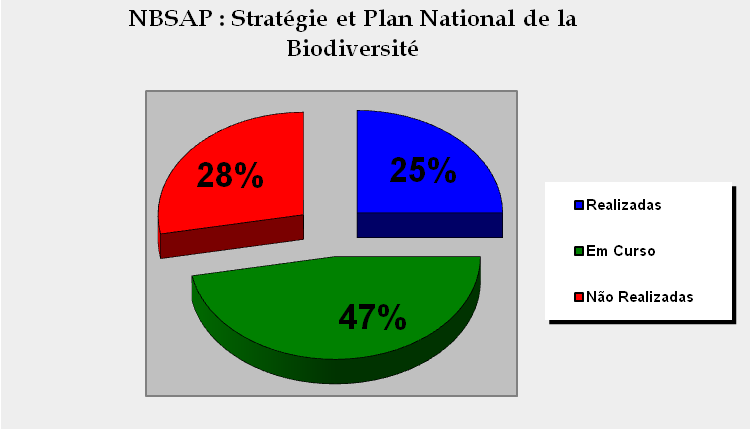 NBSAP : Stratégie et Plan National de la
Biodiversité
28%
25%
47%
Realizadas
Em Curso
Não Realizadas